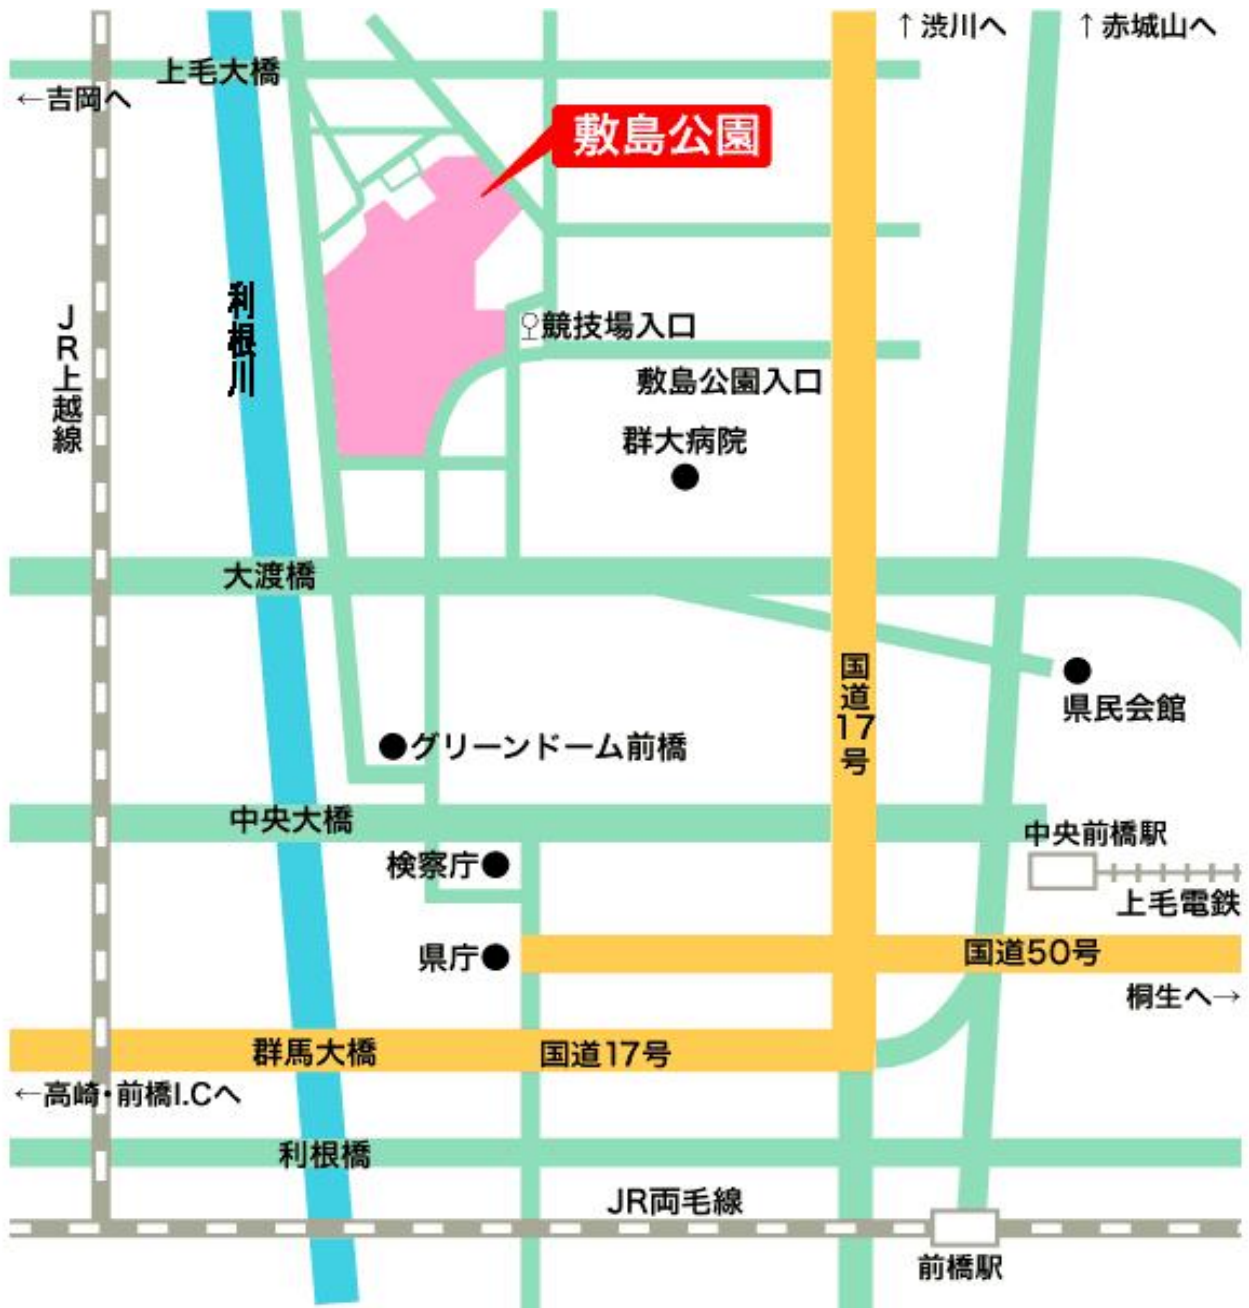 ↑渋川へ
↑赤城山へ
上毛大橋
←吉岡へ
敷島公園
利根川
JR上越線
競技場入口
敷島公園入口
群大病院
大渡橋
国道17号
県民会館
グリーンドーム前橋
中央大橋
中央前橋駅
検察庁
上毛電鉄
県庁
国道50号
桐生へ→
群馬大橋
国道17号
←高崎・前橋I.Cへ
利根橋
JR両毛線
前橋駅